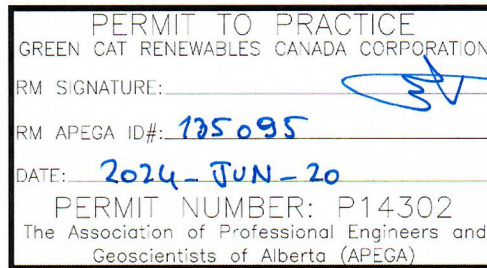 PERMIT TO PRACTICE
GREEN CAT RENEWABLES CANADA CORPORATION
RM SIGNATURE:
RM APEGA ID#: 135095
DATE: 2024-JUN-20
PERMIT NUMBER: P14302
The Association of Professional Engineers and
Geoscientists of Alberta (APEGA)